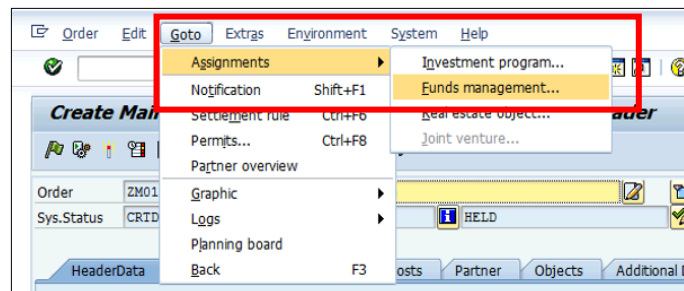 Order Edit Goto Extras Environment System Help
Assignments Investment program...
Notification Shift+F1 Funds management...
Create Main ader
Settlement rule Ctrl+F6 Real estate object...
Permits... Ctrl+F8 Joint venture...
Partner overview
Order ZM01 Graphic
Sys.Status CRTD Logs HELD
Planning board
HeaderData Back F3 osts Partner Objects Additional